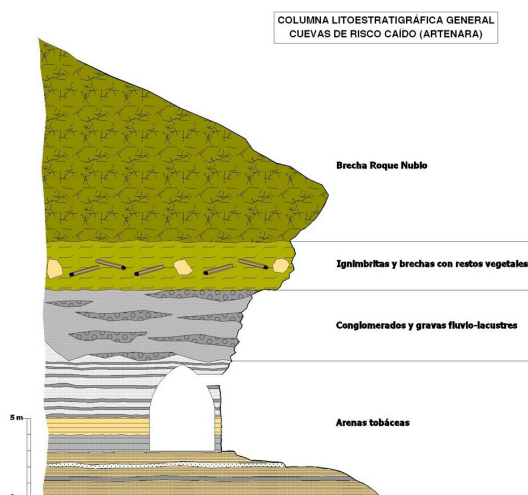 COLUMNA LITOESTRATIGRÁFICA GENERAL
CUEVAS DE RISCO CAÍDO (ARTENARA)
Brecha Roque Nublo
Ignimbritas y brechas con restos vegetales
Conglomerados y gravas fluvio-lacustres
5 m
Arenas tobáceas